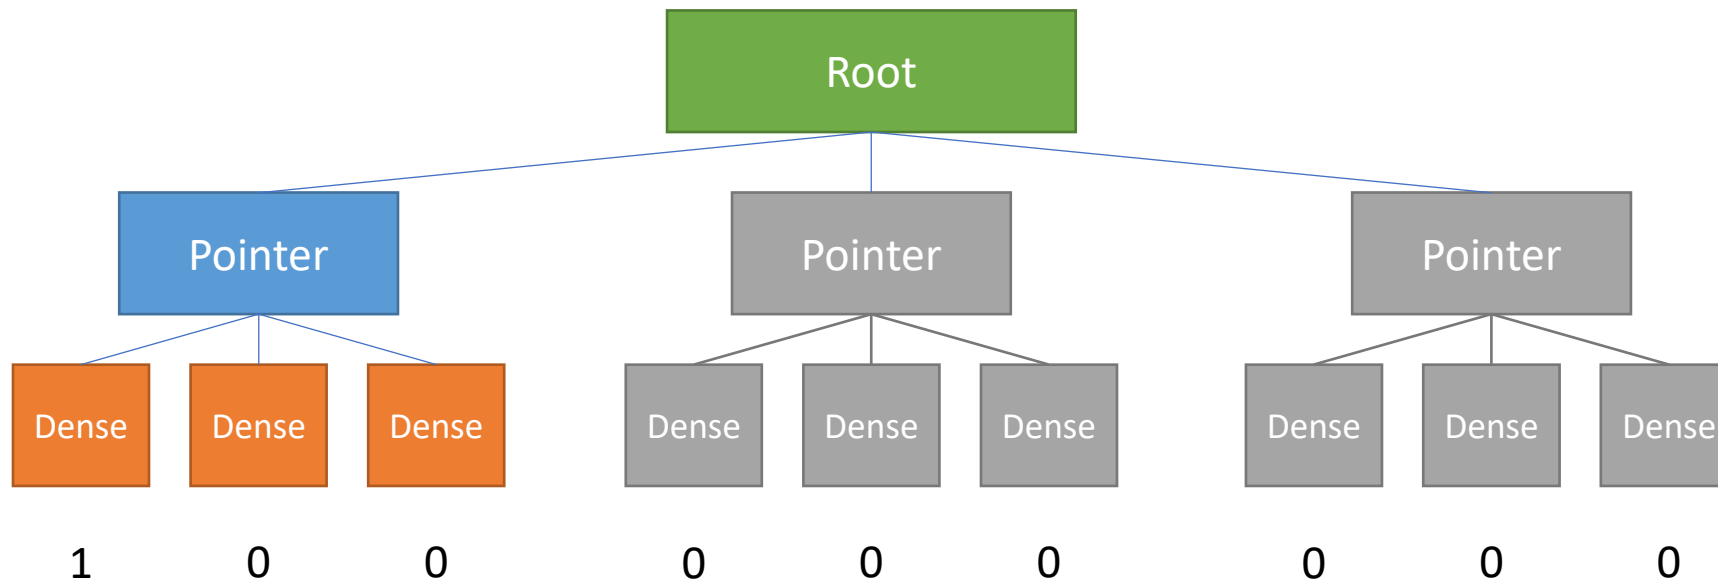 Root
Pointer Pointer Pointer
Dense Dense Dense Dense Dense Dense Dense Dense Dense
1 0 0 0 0 0 0 0 0